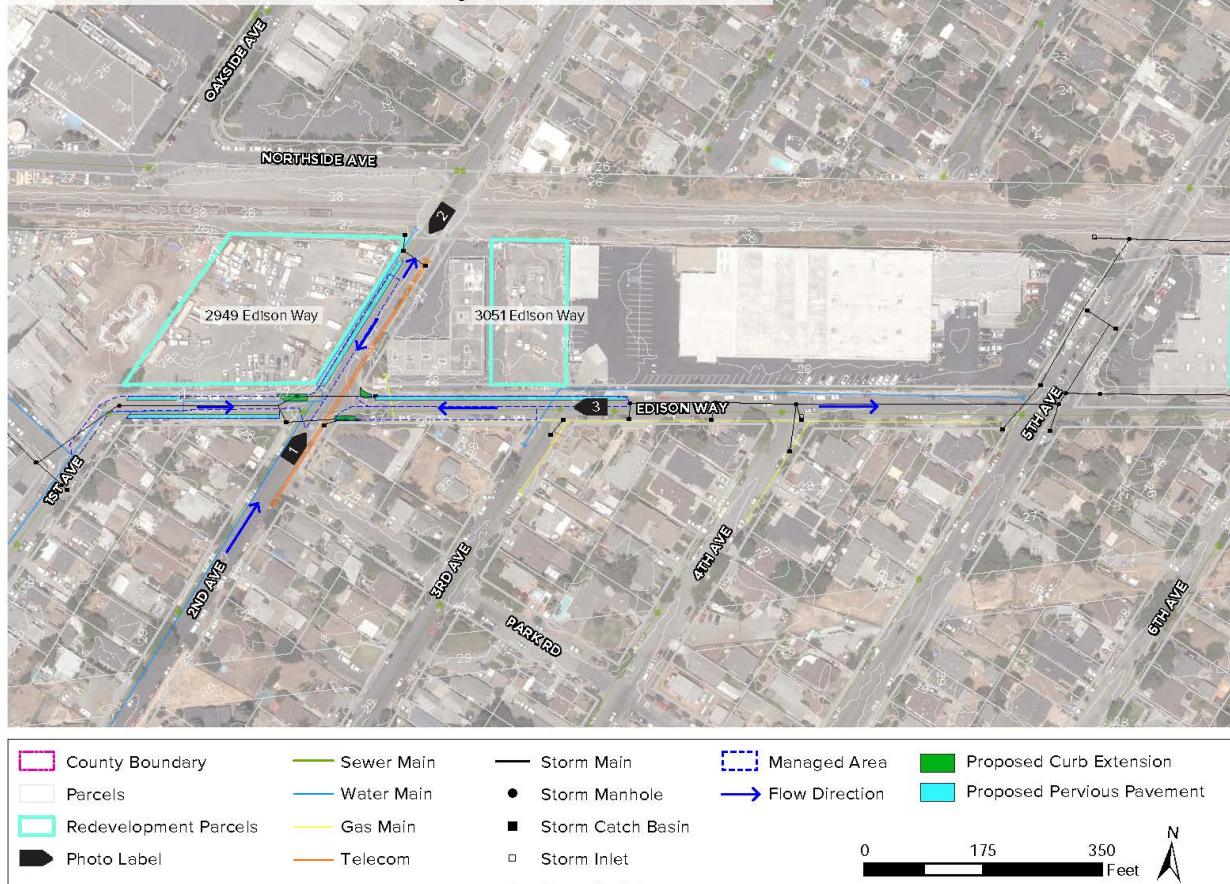 OAKSIDE AVE
NORTHSIDE AVE
2
2949 Edison Way
3051 Edison Way
3
EDISON WAY
1
1ST AVE
2ND AVE
3RD AVE
4TH AVE
5TH AVE
6TH AVE
PARK RD
County Boundary
Parcels
Redevelopment Parcels
Photo Label
Sewer Main
Water Main
Gas Main
Telecom
Storm Main
Storm Manhole
Storm Catch Basin
Storm Inlet
Managed Area
Flow Direction
Proposed Curb Extension
Proposed Pervious Pavement
0 175 350
Feet
N